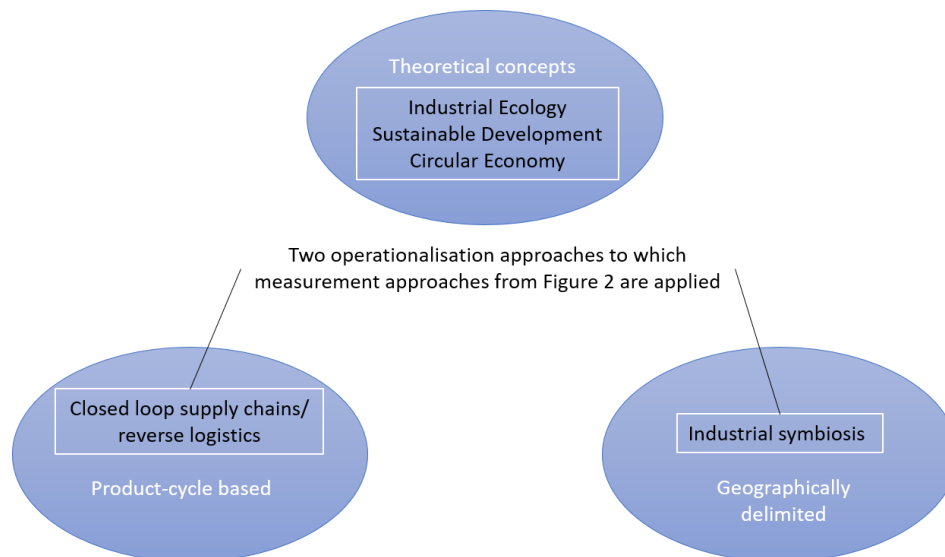 Theoretical concepts
Industrial Ecology
Sustainable Development
Circular Economy
Two operationalisation approaches to which
measurement approaches from Figure 2 are applied
Closed loop supply chains/
reverse logistics
Product-cycle based
Industrial symbiosis
Geographically
delimited